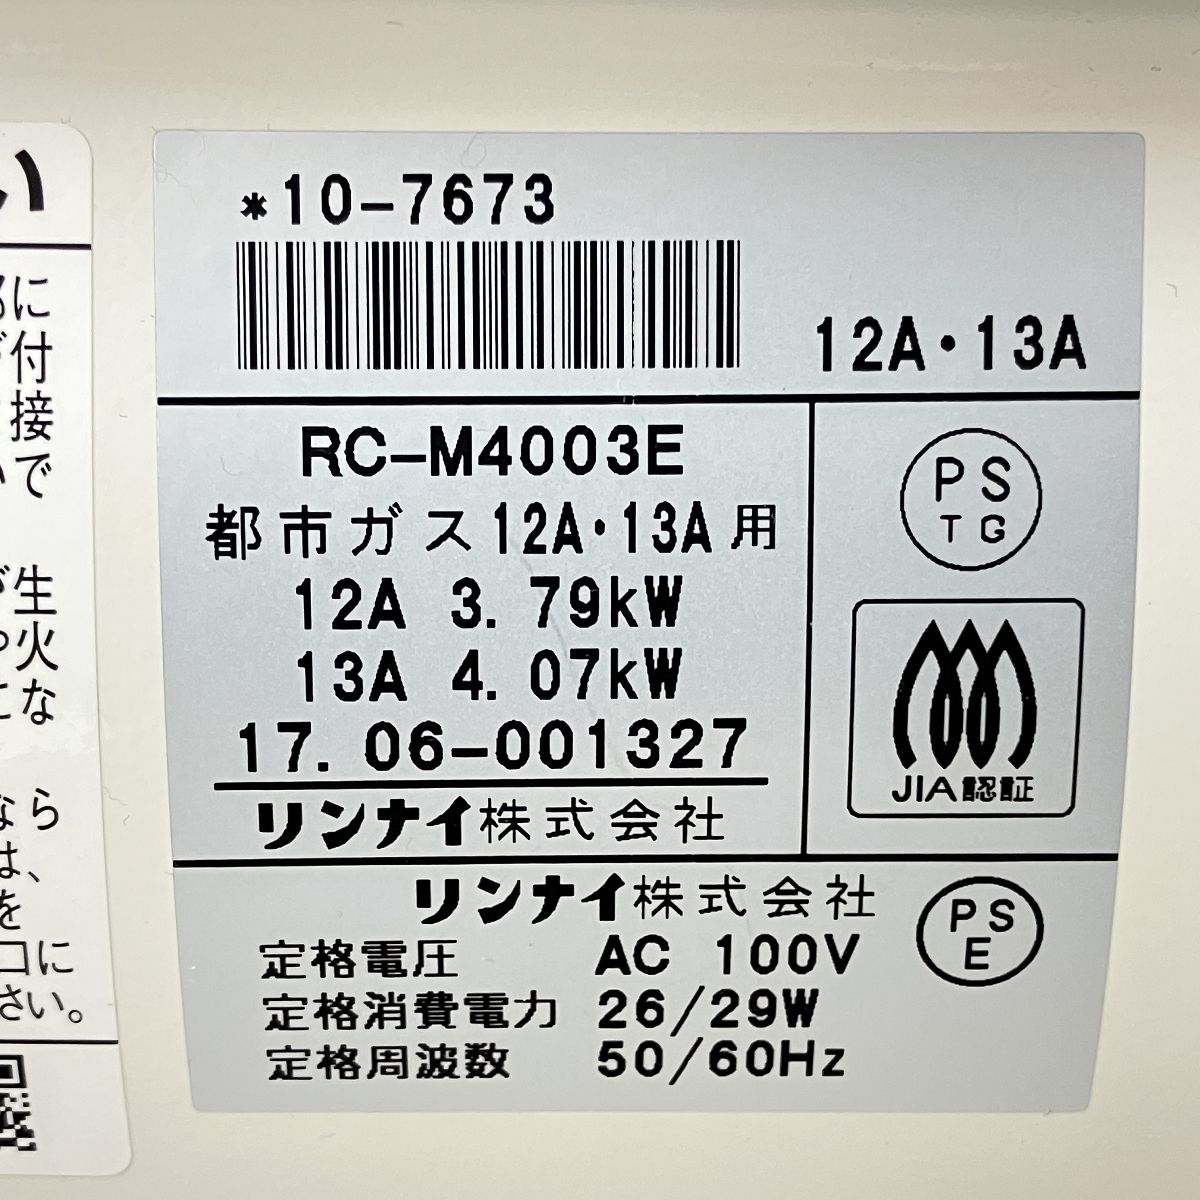 *10-7673
12A・13A
RC-M4003E
都市ガス12A・13A用
12A 3.79kW
13A 4.07kW
17.06-001327
リンナイ株式会社
PS
TG
JIA認証
リンナイ株式会社
定格電圧 AC 100V
定格消費電力 26/29W
定格周波数 50/60Hz
PS
E
い
に
付
接
で
生
火
な
なら
は、
を
口に
さい。